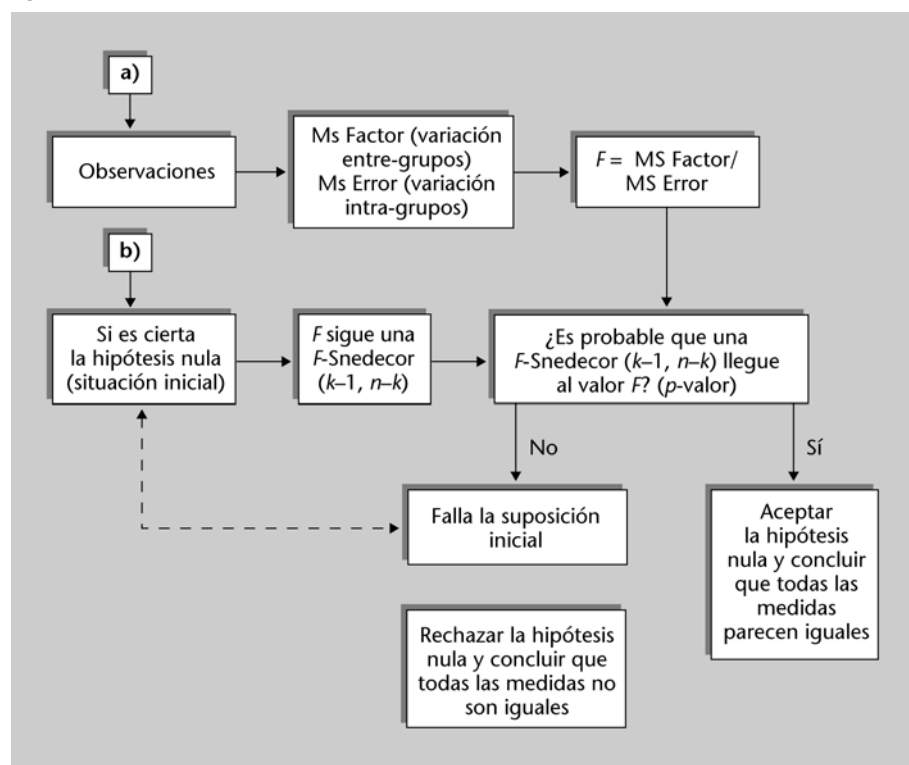 a)
Observaciones
Ms Factor (variación
entre-grupos)
Ms Error (variación
intra-grupos)
F = MS Factor/
MS Error
b)
Si es cierta
la hipótesis nula
(situación inicial)
F sigue una
F-Snedecor
(k–1, n–k)
¿Es probable que una
F-Snedecor (k–1, n–k) llegue
al valor F? (p-valor)
No
Sí
Falla la suposición
inicial
Aceptar
la hipótesis
nula y concluir
que todas las
medidas
parecen iguales
Rechazar la hipótesis
nula y concluir que
todas las medidas no
son iguales